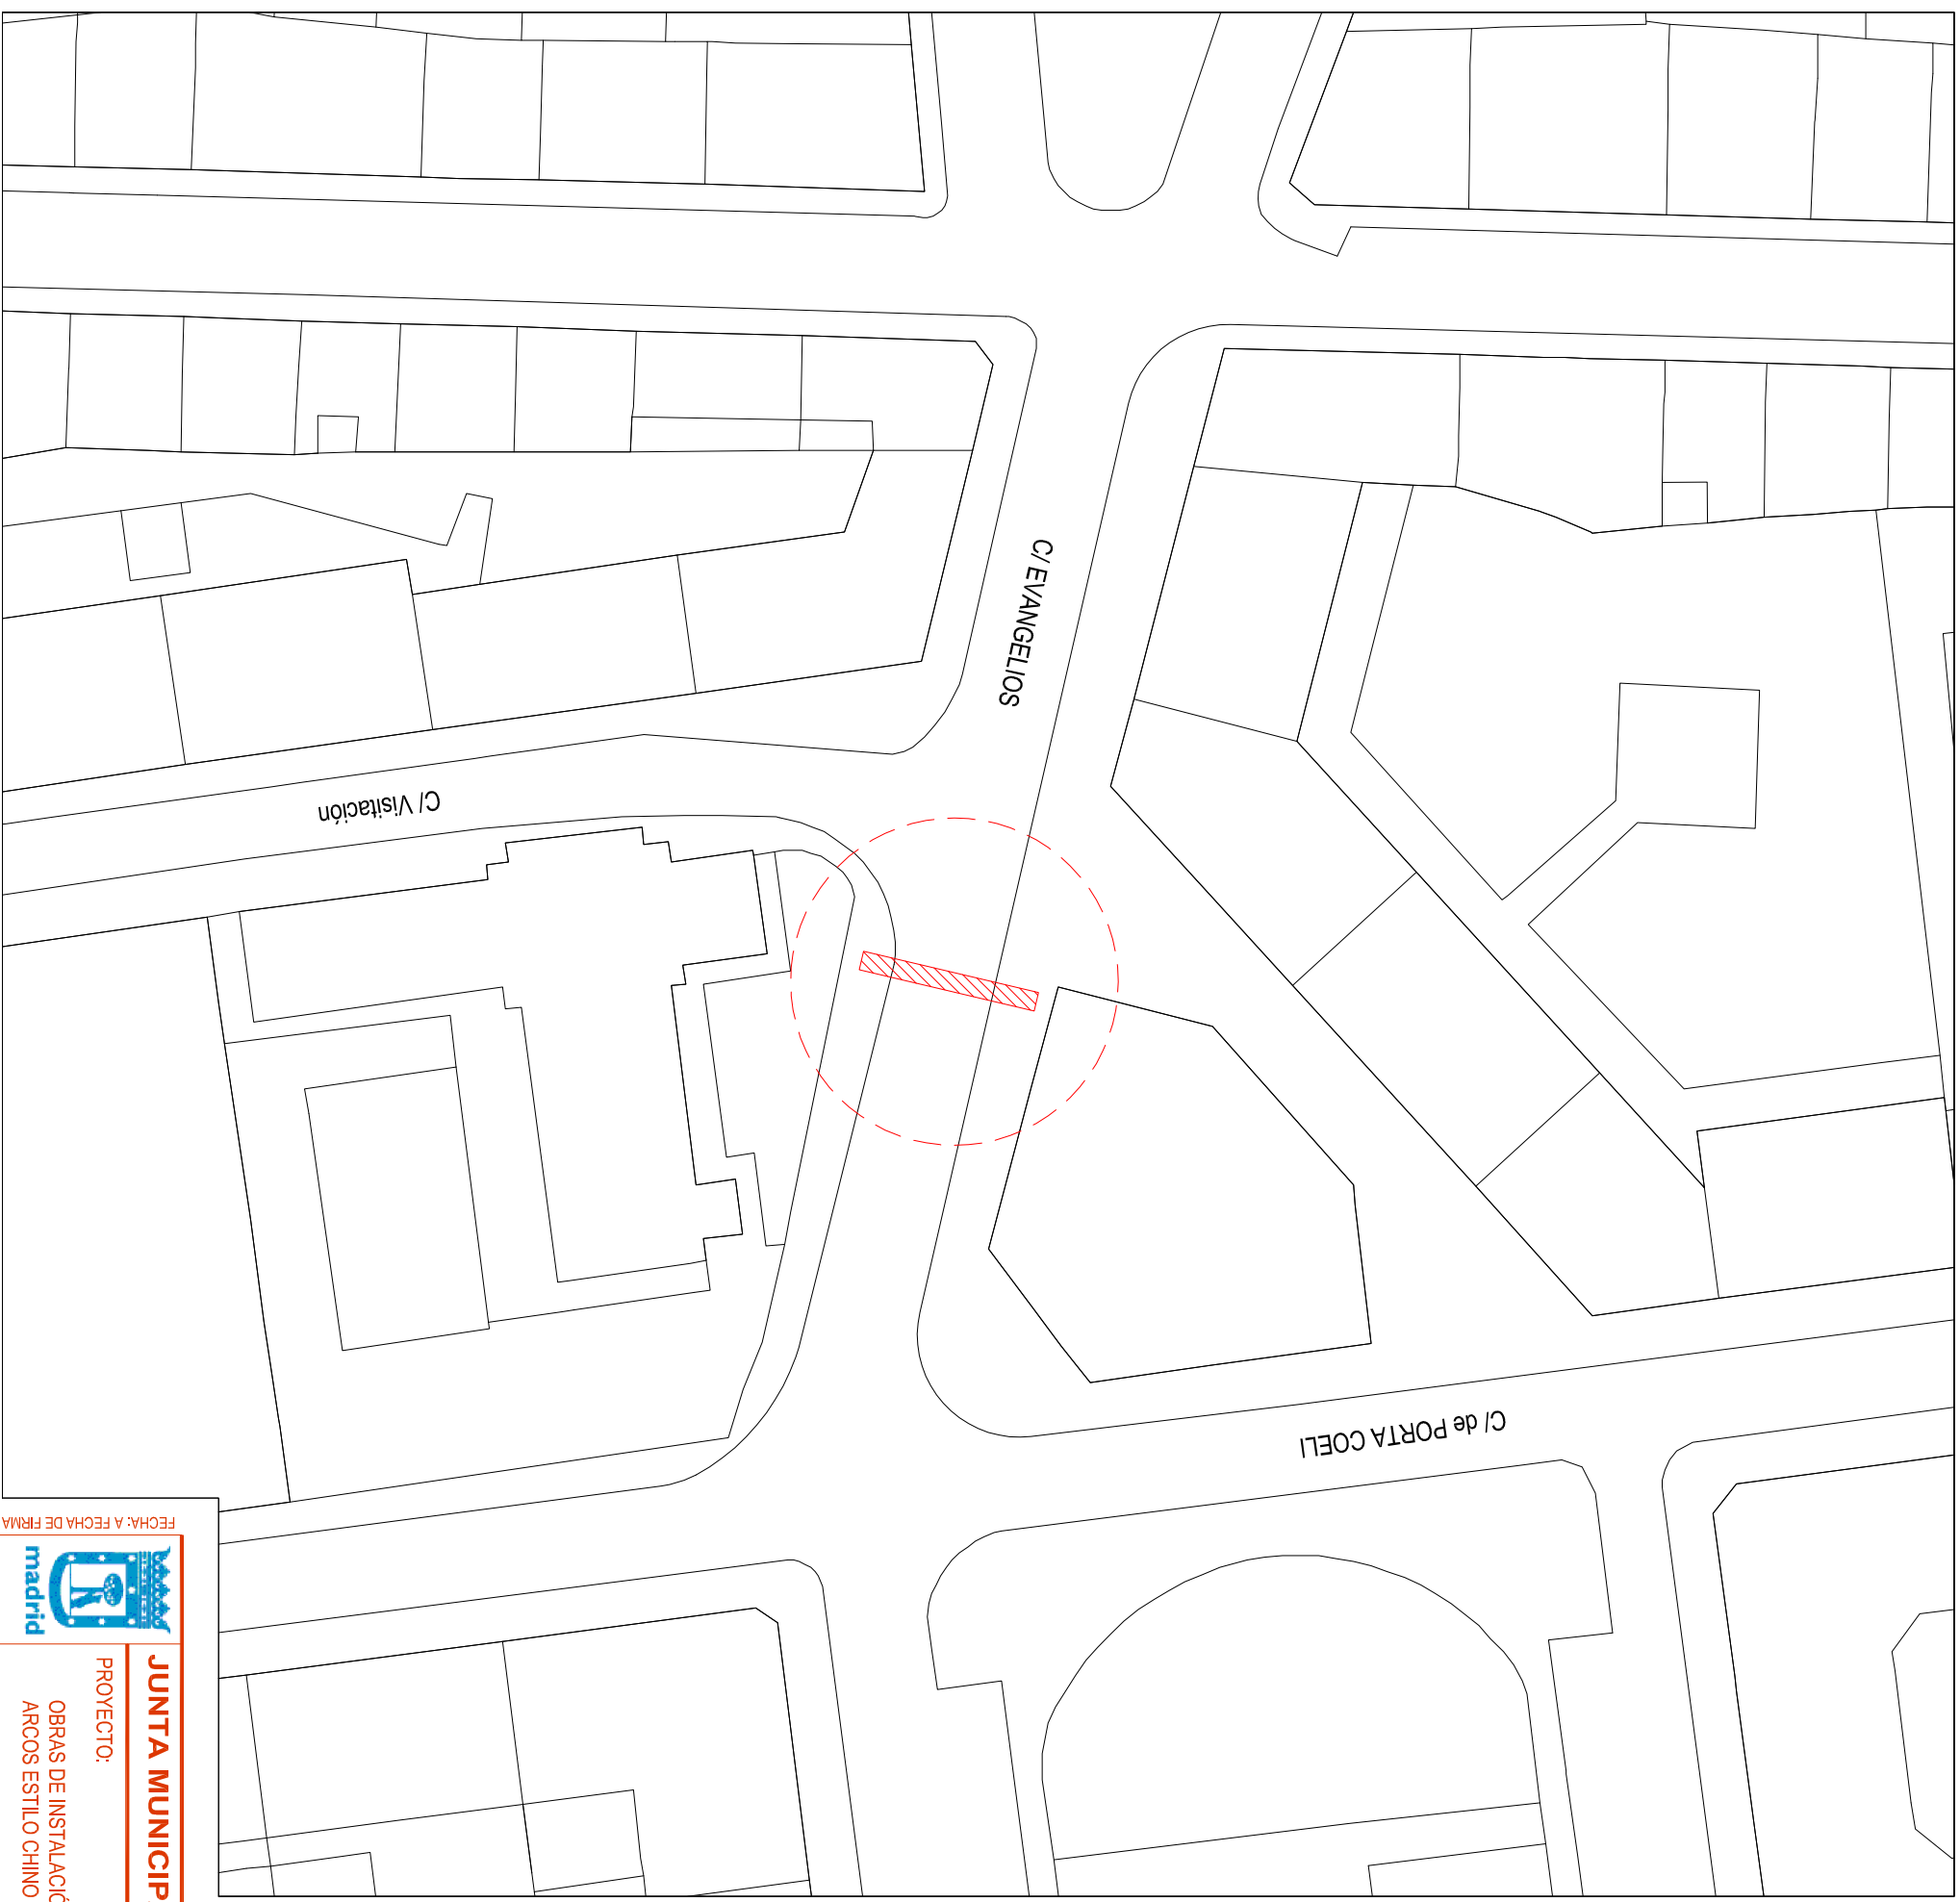 C/ EVANGELIOS
C/ Visitación
C/ de PORTA COELI
FECHA: A FECHA DE FIRMA
madrid
JUNTA MUNICIP
PROYECTO:
OBRAS DE INSTALACIÓ
ARCOS ESTILO CHINO